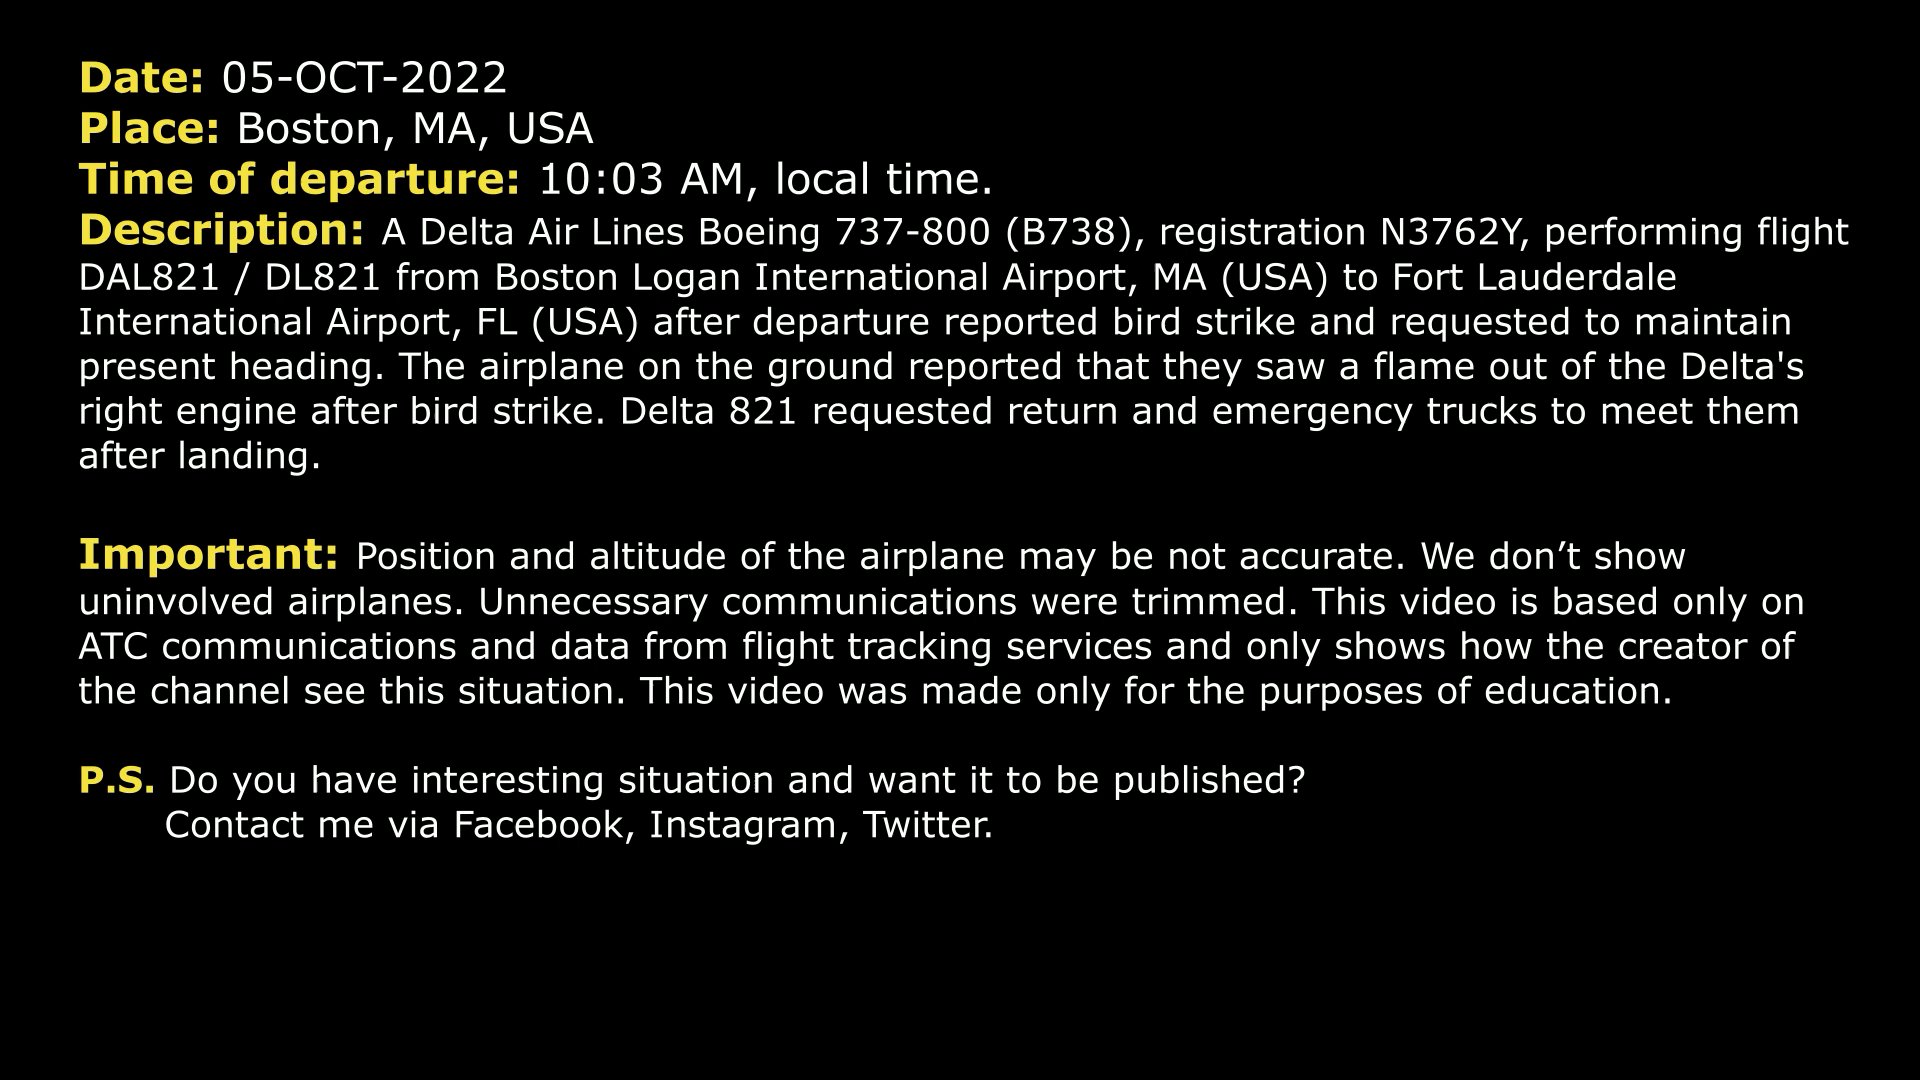 Date: 05-OCT-2022
Place: Boston, MA, USA
Time of departure: 10:03 AM, local time.
Description: A Delta Air Lines Boeing 737-800 (B738), registration N3762Y, performing flight
DAL821 / DL821 from Boston Logan International Airport, MA (USA) to Fort Lauderdale
International Airport, FL (USA) after departure reported bird strike and requested to maintain
present heading. The airplane on the ground reported that they saw a flame out of the Delta's
right engine after bird strike. Delta 821 requested return and emergency trucks to meet them
after landing.
Important: Position and altitude of the airplane may be not accurate. We don’t show
uninvolved airplanes. Unnecessary communications were trimmed. This video is based only on
ATC communications and data from flight tracking services and only shows how the creator of
the channel see this situation. This video was made only for the purposes of education.
P.S. Do you have interesting situation and want it to be published?
Contact me via Facebook, Instagram, Twitter.